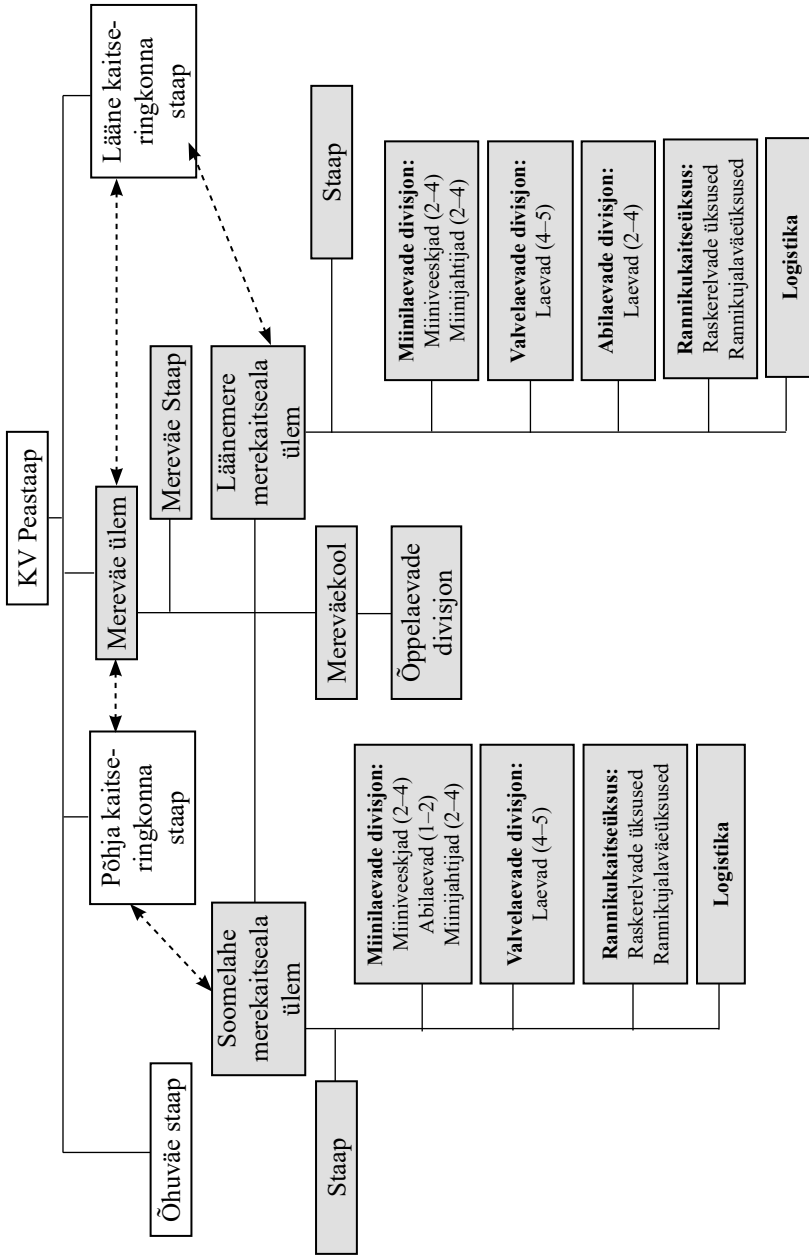 KV Peastaap
Õhuväe staap
Põhja kaitse-
ringkonna
staap
Mereväe ülem
Lääne kaitse-
ringkonna
staap
Mereväe Staap
Soomelahe
merekaitseala
ülem
Läänemere
merekaitseala
ülem
Mereväekool
Õppelaevade
divisjon
Staap
Miinilaevade divisjon:
Miiniveeskjad (2–4)
Abilaevad (1–2)
Miinijahtijad (2–4)
Valvelaevade divisjon:
Laevad (4–5)
Rannikukaitseüksus:
Raskerelvade üksused
Rannikujalaväeüksused
Logistika
Staap
Miinilaevade divisjon:
Miiniveeskjad (2–4)
Miinijahtijad (2–4)
Valvelaevade divisjon:
Laevad (4–5)
Abilaevade divisjon:
Laevad (2–4)
Rannikukaitseüksus:
Raskerelvade üksused
Rannikujalaväeüksused
Logistika